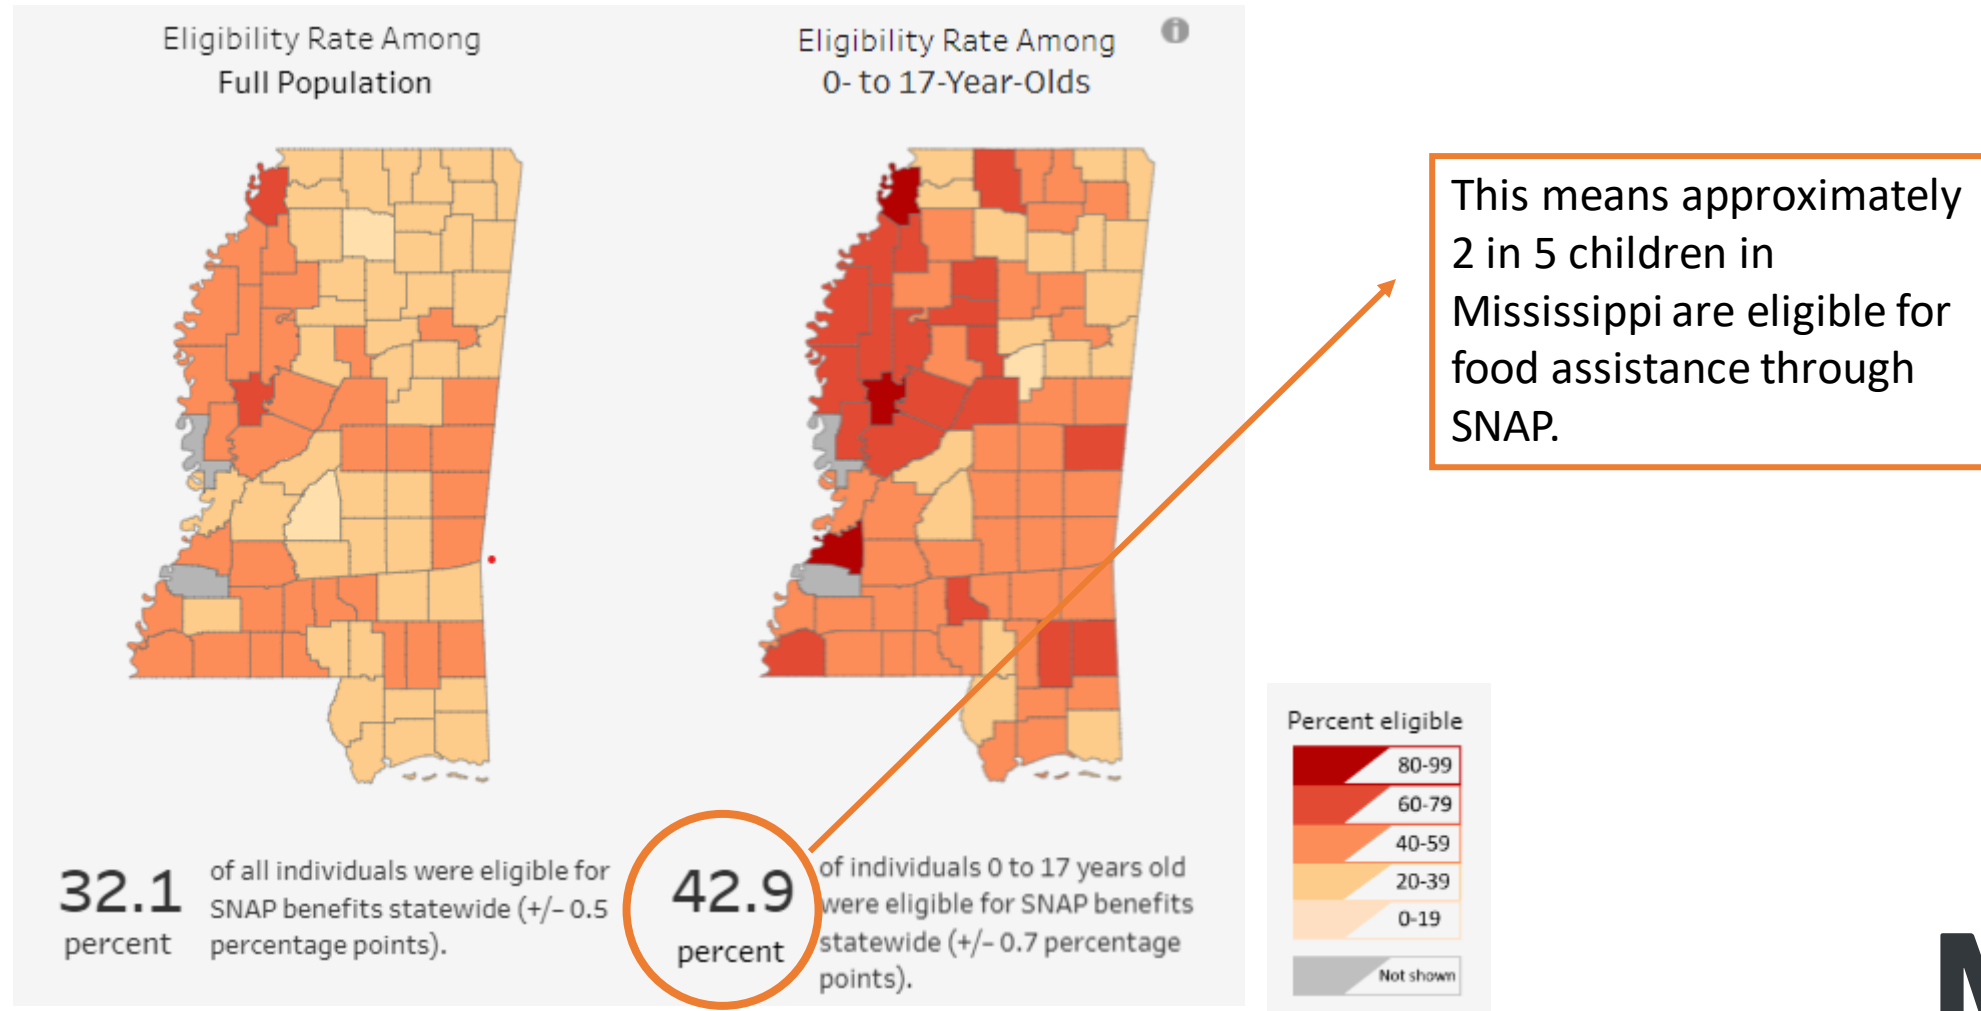 Eligibility Rate Among
Full Population
Eligibility Rate Among
0- to 17-Year-Olds
i
This means approximately
2 in 5 children in
Mississippi are eligible for
food assistance through
SNAP.
Percent eligible
80-99
60-79
40-59
20-39
0-19
Not shown
32.1
percent
of all individuals were eligible for
SNAP benefits statewide (+/– 0.5
percentage points).
42.9
percent
of individuals 0 to 17 years old
were eligible for SNAP benefits
statewide (+/– 0.7 percentage
points).